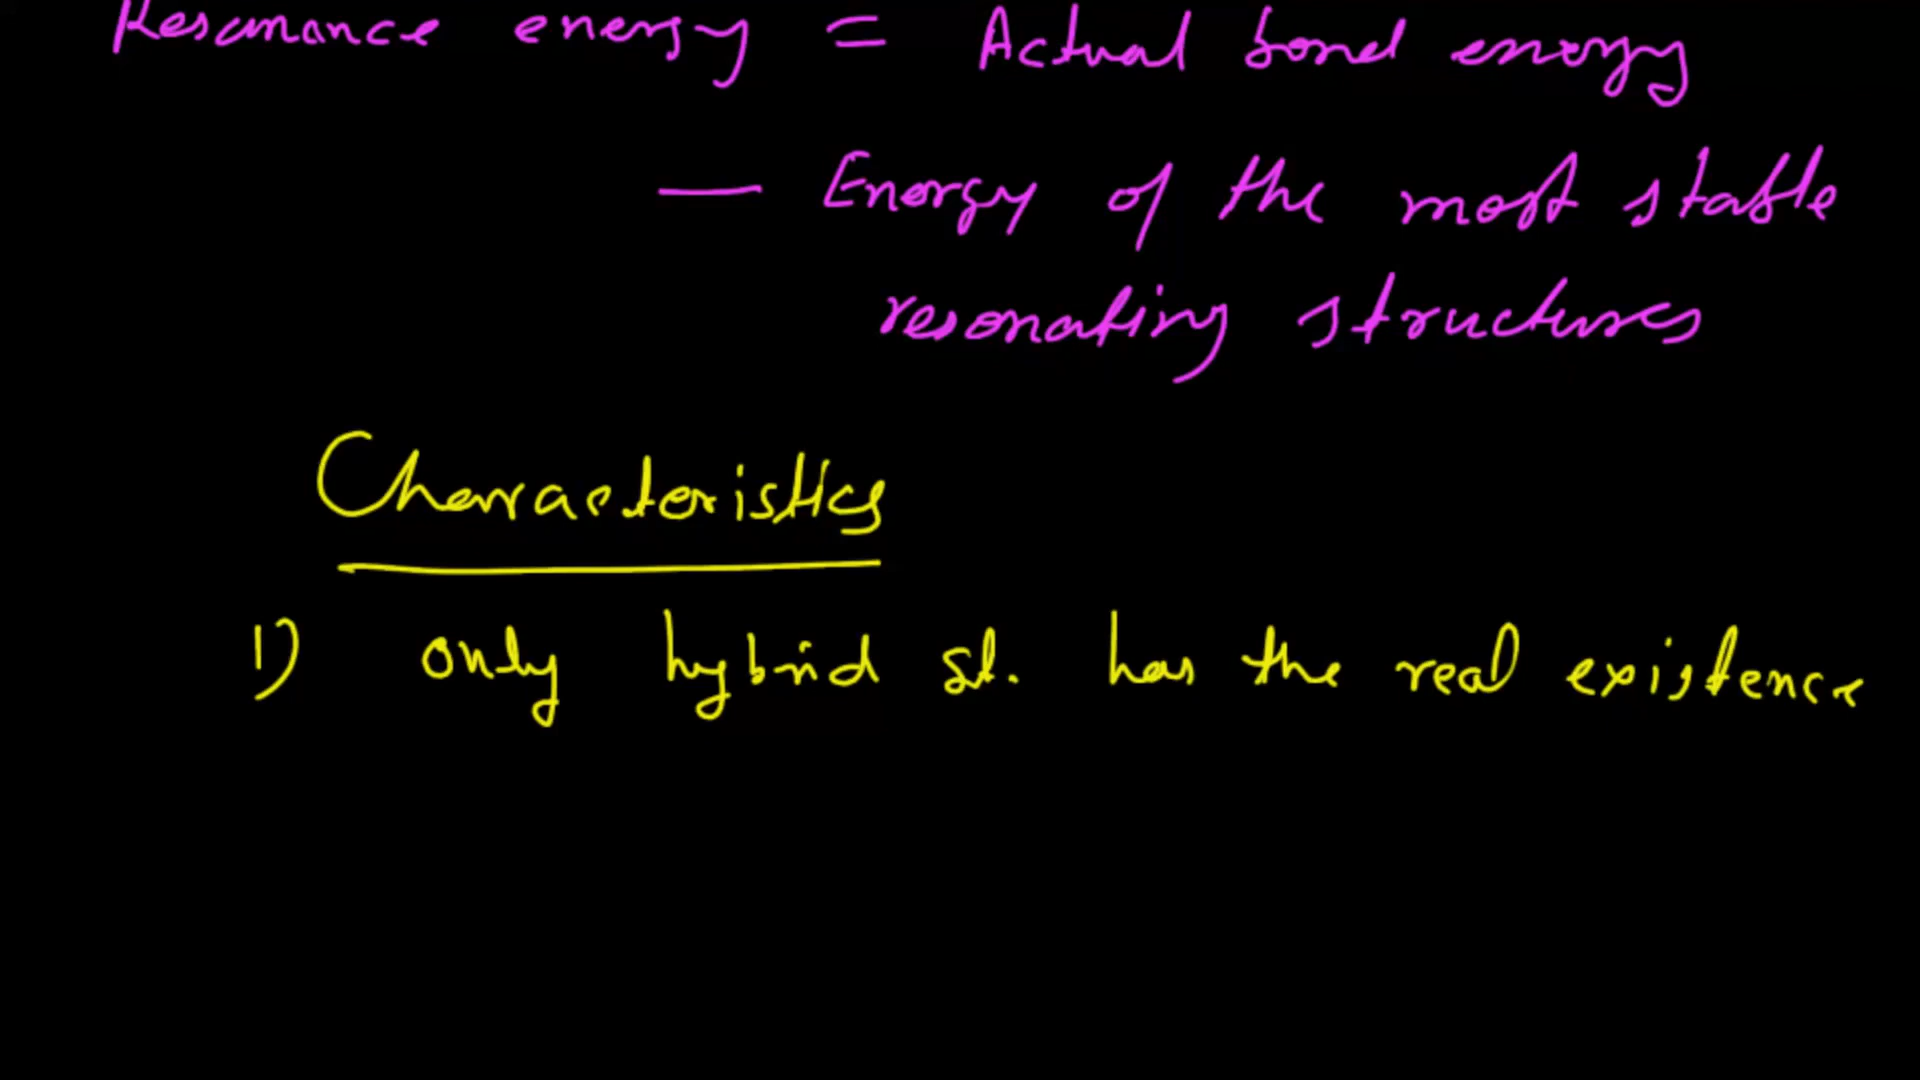 Resonance energy = Actual bond energy
— Energy of the most stable
resonating structures
Characteristics
1) only hybrid st. has the real existence